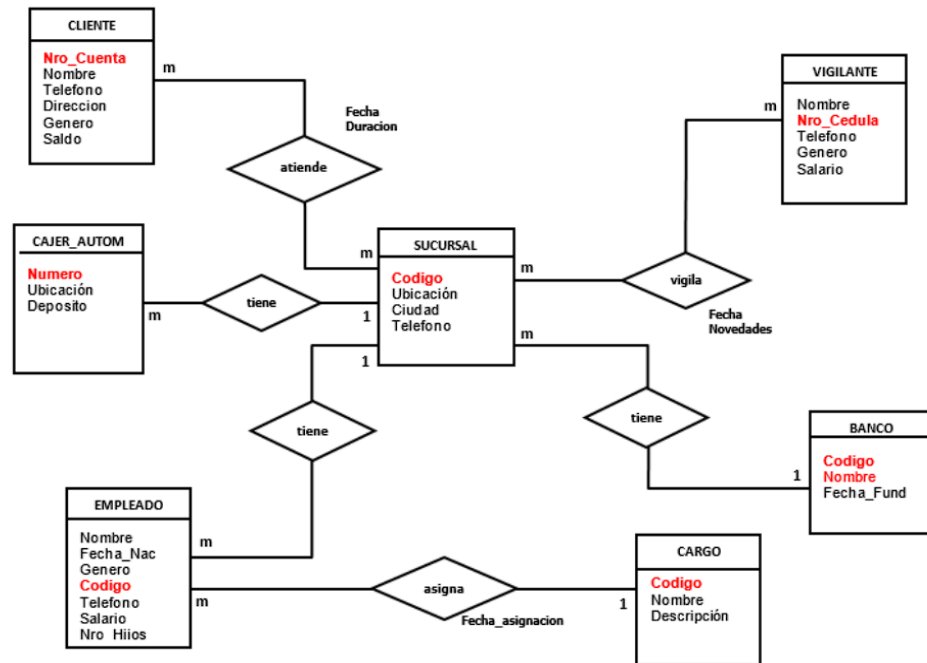 CLIENTE
Nro_Cuenta
Nombre
Telefono
Direccion
Genero
Saldo
m
Fecha
Duracion
atiende
m
VIGILANTE
Nombre
Nro_Cedula
Telefono
Genero
Salario
m
vigila
Fecha
Novedades
m
CAJER_AUTOM
Numero
Ubicación
Deposito
m
tiene
1
SUCURSAL
Codigo
Ubicación
Ciudad
Telefono
1
tiene
m
m
tiene
1
BANCO
Codigo
Nombre
Fecha_Fund
EMPLEADO
Nombre
Fecha_Nac
Genero
Codigo
Telefono
Salario
Nro_Hijos
m
asigna
Fecha_asignacion
1
CARGO
Codigo
Nombre
Descripción